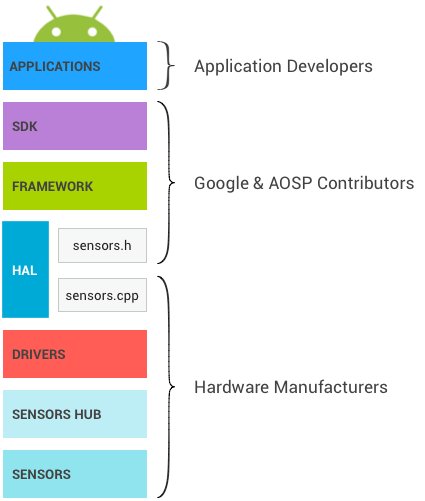 APPLICATIONS
Application Developers
SDK
Google & AOSP Contributors
FRAMEWORK
HAL
sensors.h
sensors.cpp
DRIVERS
Hardware Manufacturers
SENSORS HUB
SENSORS